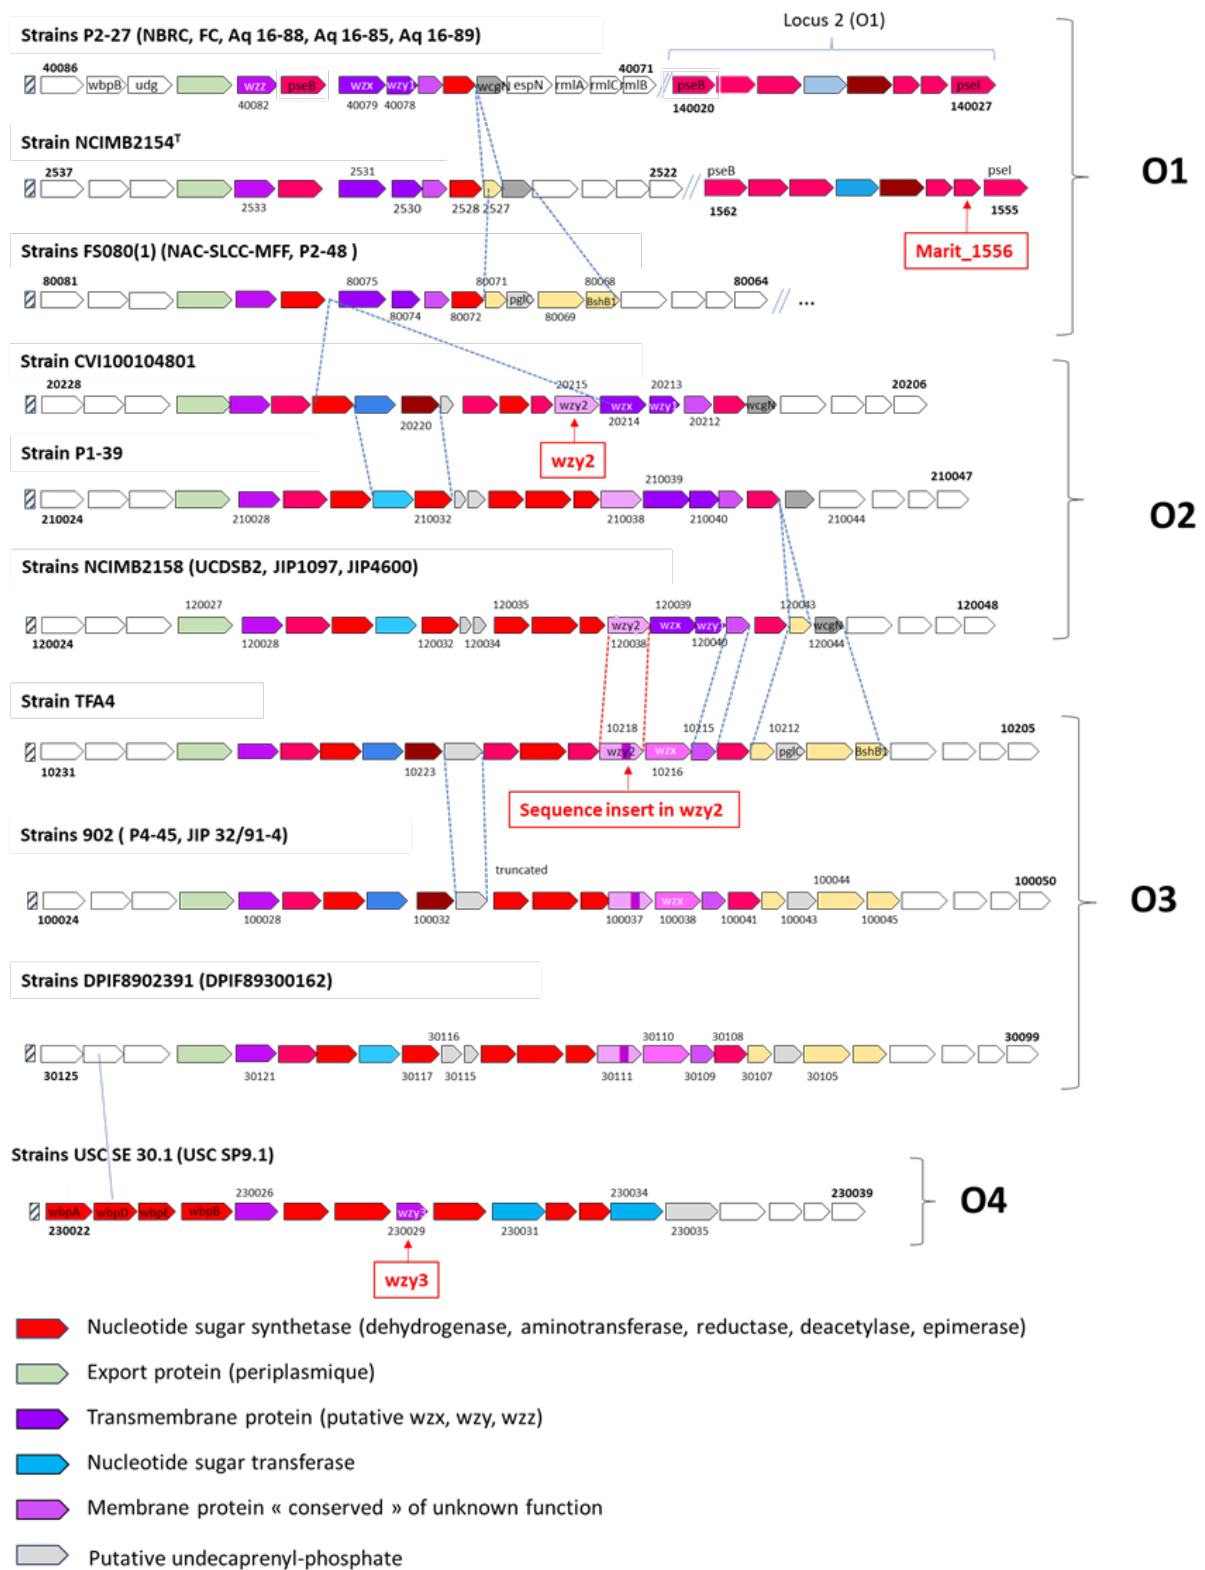 Strains P2-27 (NBRC, FC, Aq 16-88, Aq 16-85, Aq 16-89)
Locus 2 (O1)
40086 40071
wbpB udg wzz pseB wzx wzy1 wcgN espN rmlA rmlC rmlB pseB pseI
40082 40079 40078 140020 140027
Strain NCIMB2154T
O1
2537 2531 2522 pseB pseI
2533 2530 2528 2527 1562 1555
Marit_1556
Strains FS080(1) (NAC-SLCC-MFF, P2-48 )
80081 80075 80071 80068 80064
pglC BshB1 ...
80074 80072 80069
Strain CVI100104801
20228 20215 20213 20206
wzy2 wzx wzy1 wcgN
20220 20214 20212
wzy2
Strain P1-39
210039 210047
O2
210024 210028 210032 210038 210040 210044
Strains NCIMB2158 (UCDSB2, JIP1097, JIP4600)
120027 120035 120039 120043 120048
wzy2 wzx wzy wcgN
120024 120028 120032 120034 120038 120040 120044
Strain TFA4
10218 10215 10212 10205
wzy2 wzx pglC BshB1
10231 10223 10216
Sequence insert in wzy2
Strains 902 ( P4-45, JIP 32/91-4)
truncated
100044 100050
wzx
O3
100024 100028 100032 100037 100038 100041 100043 100045
Strains DPIF8902391 (DPIF89300162)
30116 30110 30108 30099
30125 30121 30117 30115 30111 30109 30107 30105
Strains USC SE 30.1 (USC SP9.1)
230026 230034 230039
wbpA wbpD wbpE wbpB wzy3
O4
230022 230029 230031 230035
wzy3
Nucleotide sugar synthetase (dehydrogenase, aminotransferase, reductase, deacetylase, epimerase)
Export protein (periplasmique)
Transmembrane protein (putative wzx, wzy, wzz)
Nucleotide sugar transferase
Membrane protein « conserved » of unknown function
Putative undecaprenyl-phosphate